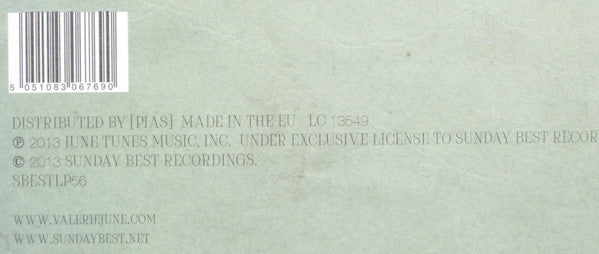 5 051083 067690
DISTRIBUTED BY [PIAS] MADE IN THE EU LC 13549
℗ 2013 JUNE TUNES MUSIC, INC. UNDER EXCLUSIVE LICENSE TO SUNDAY BEST RECOR
© 2013 SUNDAY BEST RECORDINGS.
SBESTLP56
WWW.VALERIEJUNE.COM
WWW.SUNDAYBEST.NET